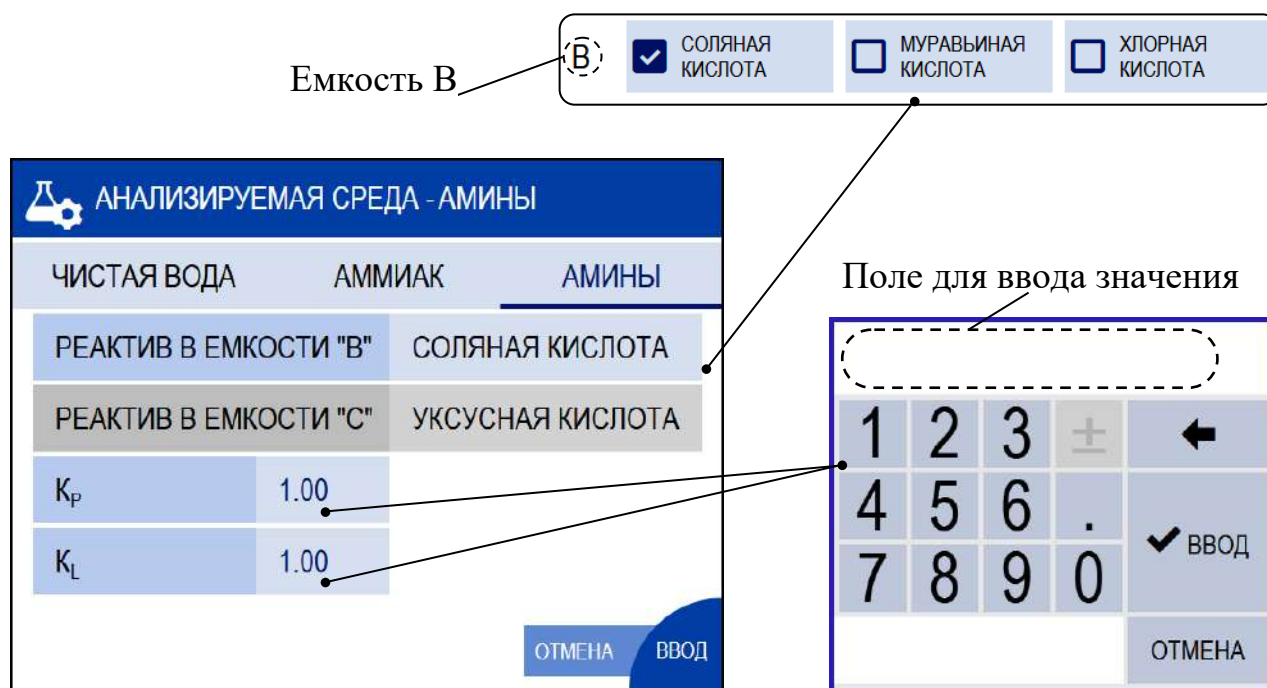 B
СОЛЯНАЯ
КИСЛОТА
МУРАВЬИНАЯ
КИСЛОТА
ХЛОРНАЯ
КИСЛОТА
Емкость В
АНАЛИЗИРУЕМАЯ СРЕДА - АМИНЫ
ЧИСТАЯ ВОДА АММИАК АМИНЫ
РЕАКТИВ В ЕМКОСТИ "В" СОЛЯНАЯ КИСЛОТА
РЕАКТИВ В ЕМКОСТИ "С" УКСУСНАЯ КИСЛОТА
KP 1.00
KL 1.00
ОТМЕНА ВВОД
Поле для ввода значения
1 2 3 ±
4 5 6 .
ВВОД
7 8 9 0
ОТМЕНА